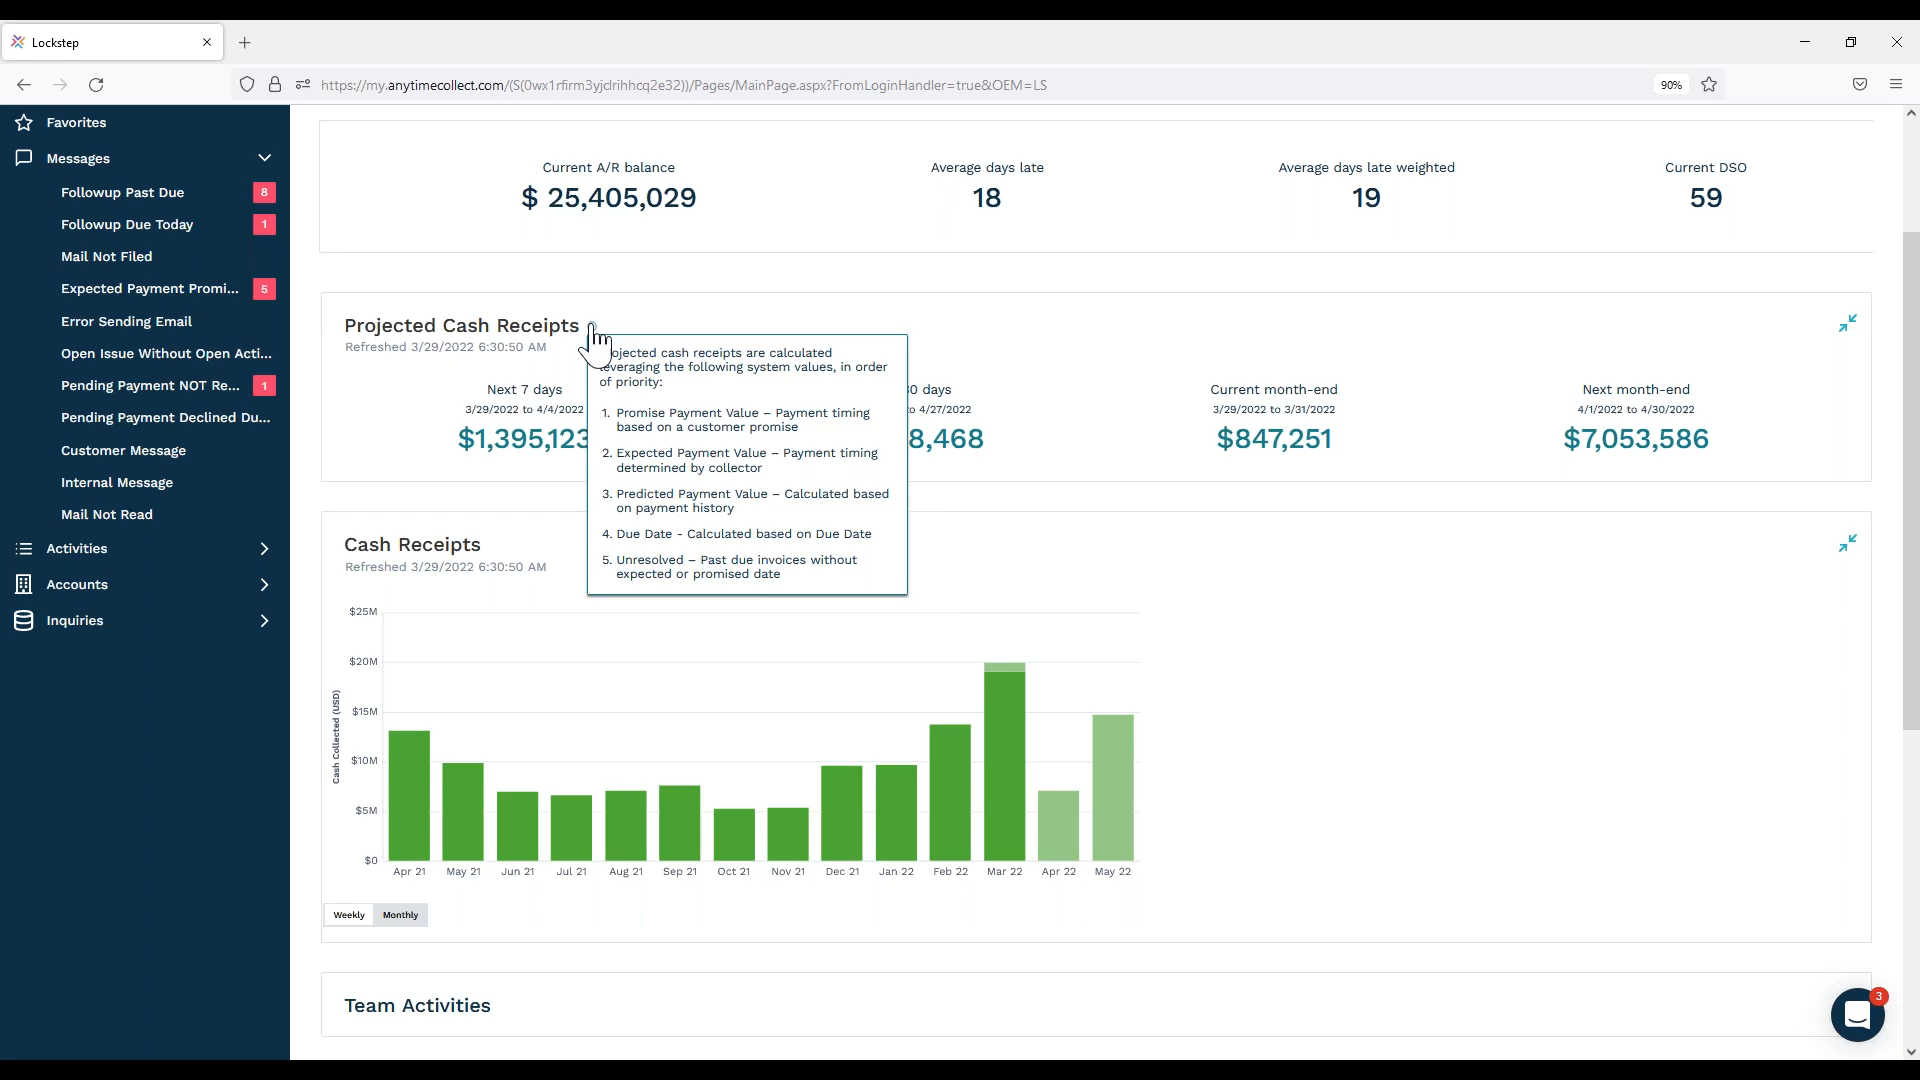 Lockstep
https://my.anytimecollect.com/(S(0wx1rfirm3yjdrihhcq2e32))/Pages/MainPage.aspx?FromLoginHandler=true&OEM=LS
90%
Favorites
Messages
Followup Past Due 8
Followup Due Today 1
Mail Not Filed
Expected Payment Promi... 5
Error Sending Email
Open Issue Without Open Acti...
Pending Payment NOT Re... 1
Pending Payment Declined Du...
Customer Message
Internal Message
Mail Not Read
Activities
Accounts
Inquiries
Current A/R balance
$ 25,405,029
Average days late
18
Average days late weighted
19
Current DSO
59
Projected Cash Receipts
Refreshed 3/29/2022 6:30:50 AM
Next 7 days
3/29/2022 to 4/4/2022
$1,395,123
0 days
to 4/27/2022
8,468
Current month-end
3/29/2022 to 3/31/2022
$847,251
Next month-end
4/1/2022 to 4/30/2022
$7,053,586
ojected cash receipts are calculated
everaging the following system values, in order
of priority:
1. Promise Payment Value – Payment timing
based on a customer promise
2. Expected Payment Value – Payment timing
determined by collector
3. Predicted Payment Value – Calculated based
on payment history
4. Due Date - Calculated based on Due Date
5. Unresolved – Past due invoices without
expected or promised date
Cash Receipts
Refreshed 3/29/2022 6:30:50 AM
Cash Collected (USD)
$25M
$20M
$15M
$10M
$5M
$0
Apr 21 May 21 Jun 21 Jul 21 Aug 21 Sep 21 Oct 21 Nov 21 Dec 21 Jan 22 Feb 22 Mar 22 Apr 22 May 22
Weekly Monthly
Team Activities
3